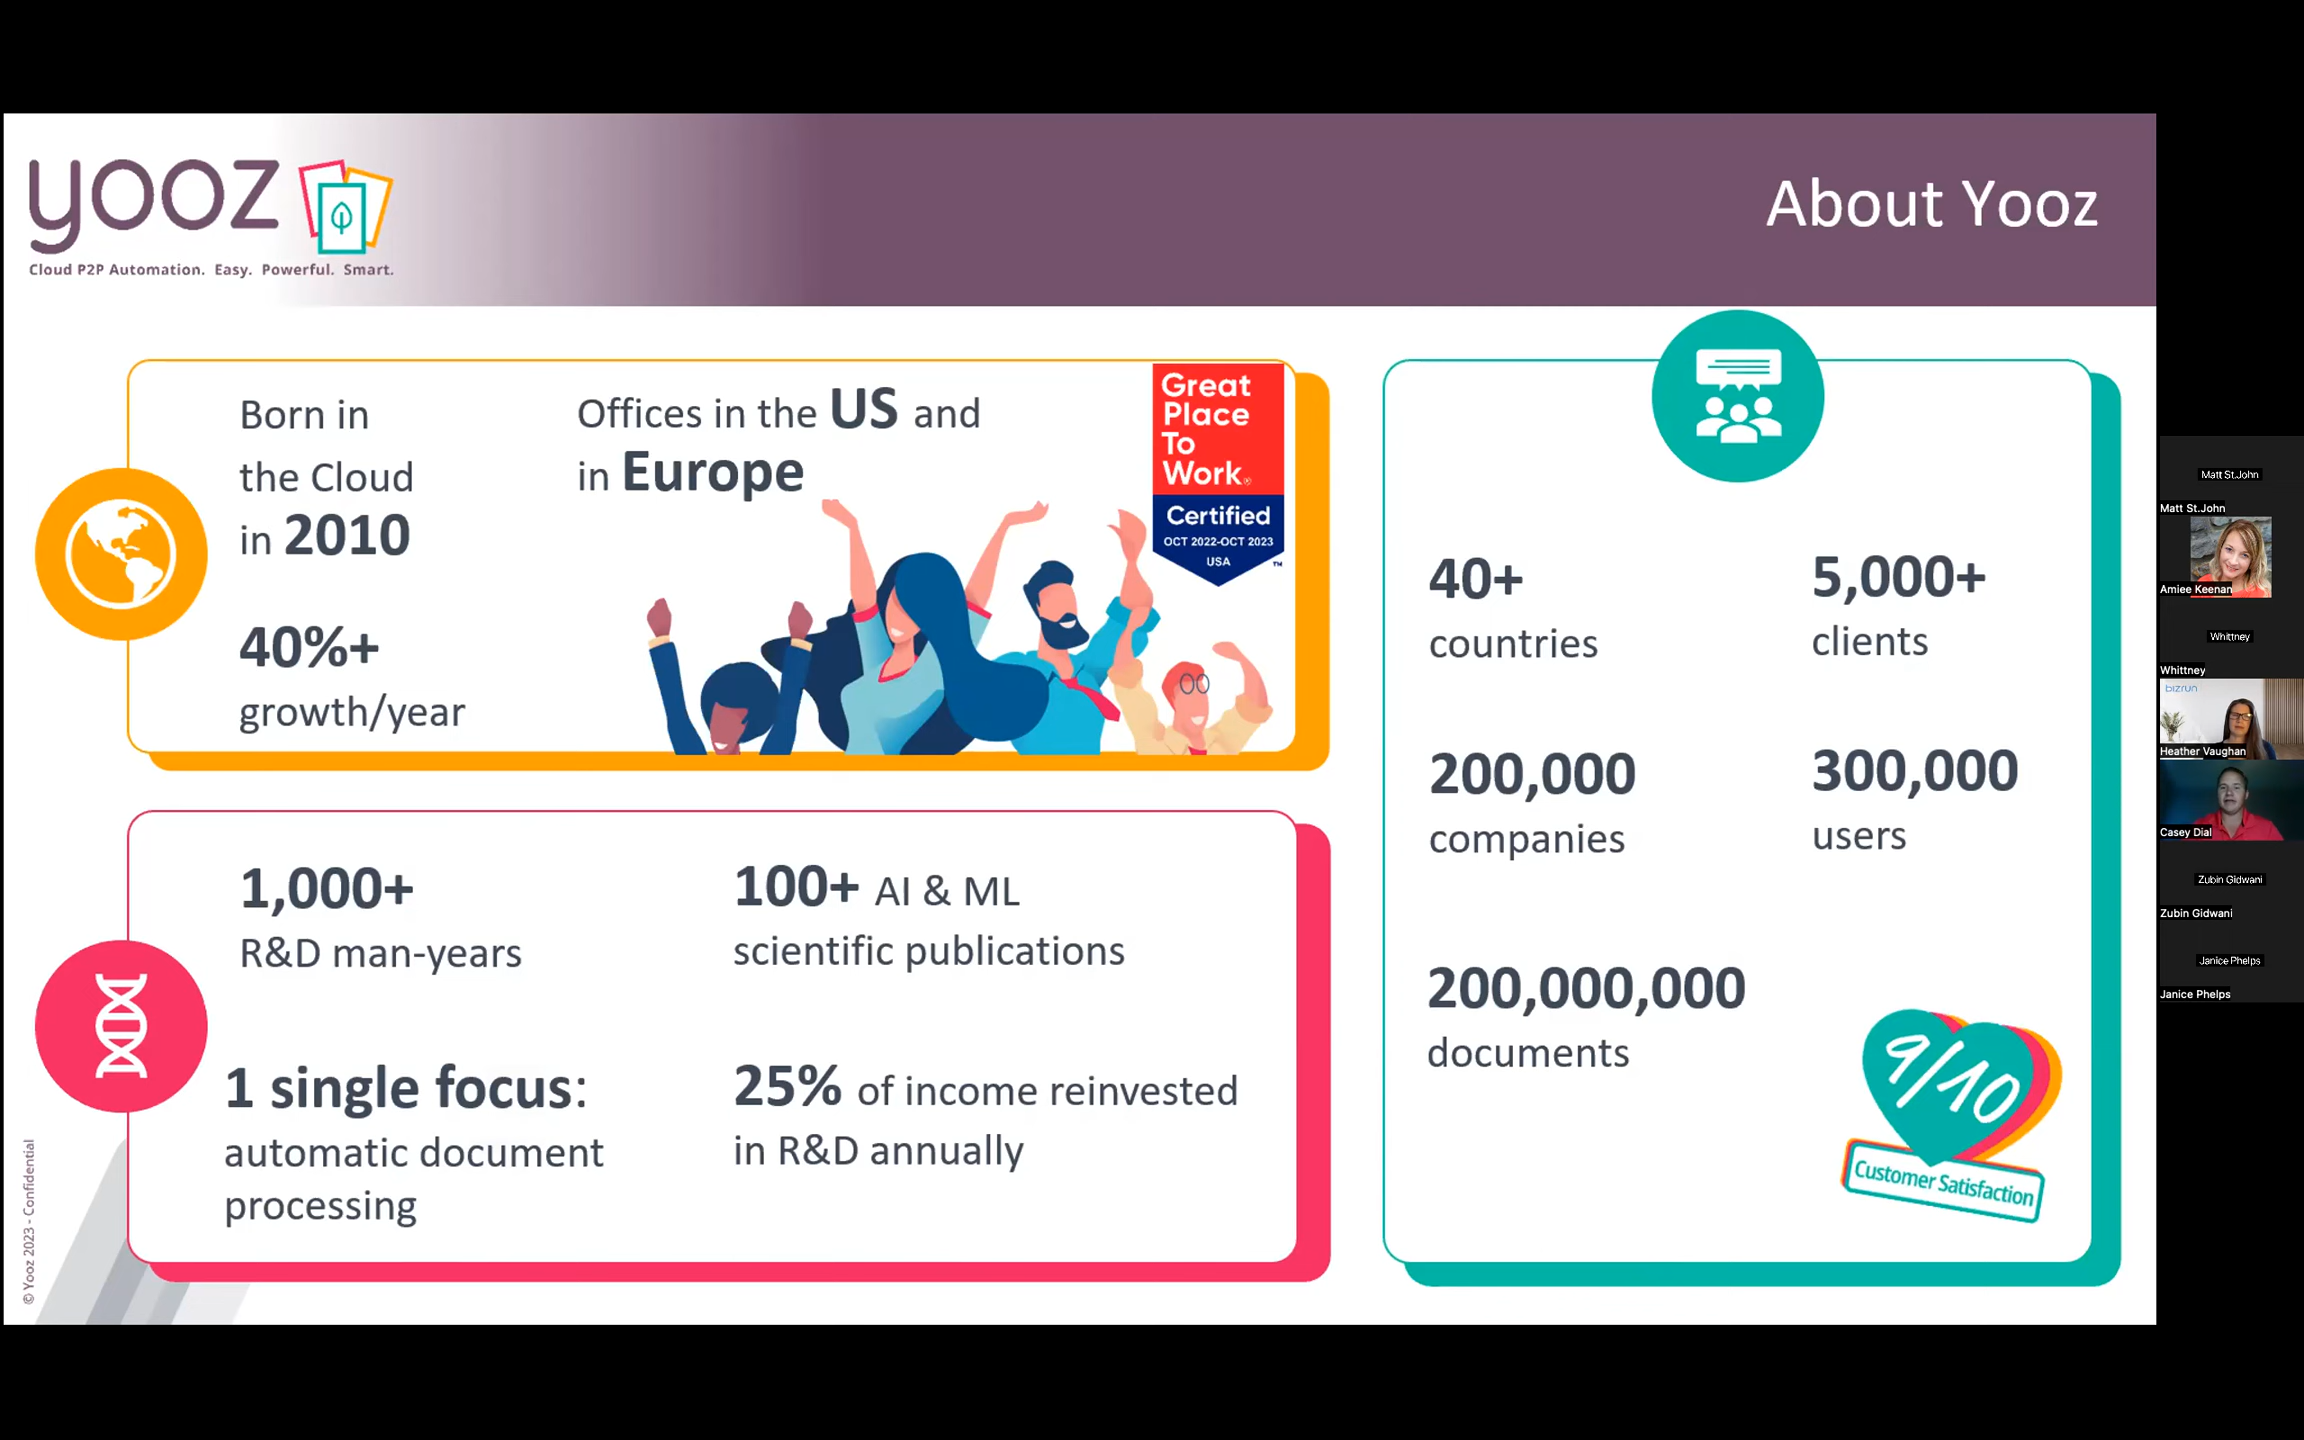 yooz
Cloud P2P Automation. Easy. Powerful. Smart.
About Yooz
Born in
the Cloud
in 2010
40%+
growth/year
Offices in the US and
in Europe
Great
Place
To
Work®
Certified
OCT 2022-OCT 2023
USA
™
1,000+
R&D man-years
100+ AI & ML
scientific publications
1 single focus:
automatic document
processing
25% of income reinvested
in R&D annually
40+
countries
5,000+
clients
200,000
companies
300,000
users
200,000,000
documents
9/10
Customer Satisfaction
© Yooz 2023 - Confidential
Matt St.John
Matt St.John
Amiee Keenan
Whittney
Whittney
bizrun
Heather Vaughan
Casey Dial
Zubin Gidwani
Zubin Gidwani
Janice Phelps
Janice Phelps